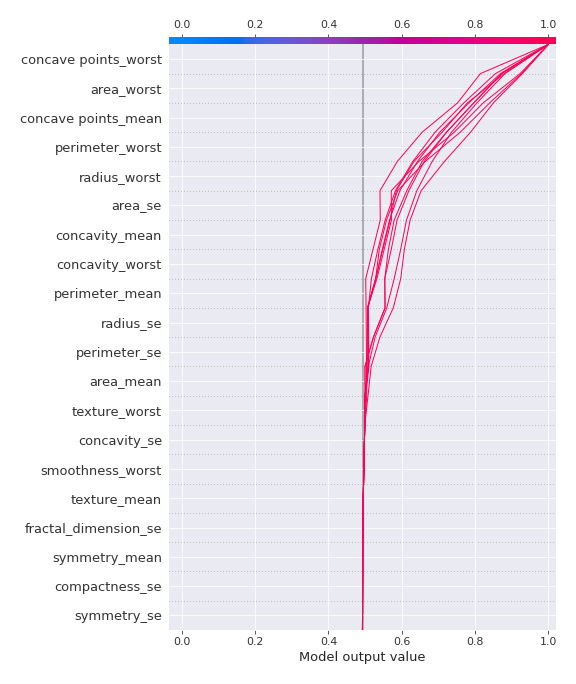 0.0 0.2 0.4 0.6 0.8 1.0
concave points_worst
area_worst
concave points_mean
perimeter_worst
radius_worst
area_se
concavity_mean
concavity_worst
perimeter_mean
radius_se
perimeter_se
area_mean
texture_worst
concavity_se
smoothness_worst
texture_mean
fractal_dimension_se
symmetry_mean
compactness_se
symmetry_se
0.0 0.2 0.4 0.6 0.8 1.0
Model output value